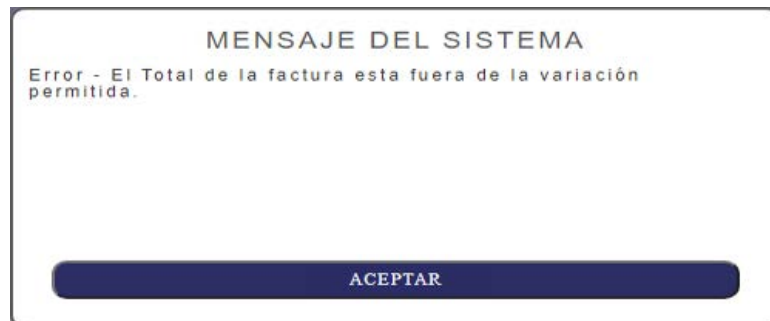 MENSAJE DEL SISTEMA
Error - El Total de la factura esta fuera de la variación
permitida.
ACEPTAR